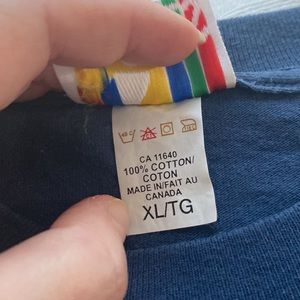 CA 11640
100% COTTON/
COTON
MADE IN/FAIT AU
CANADA
XL/TG